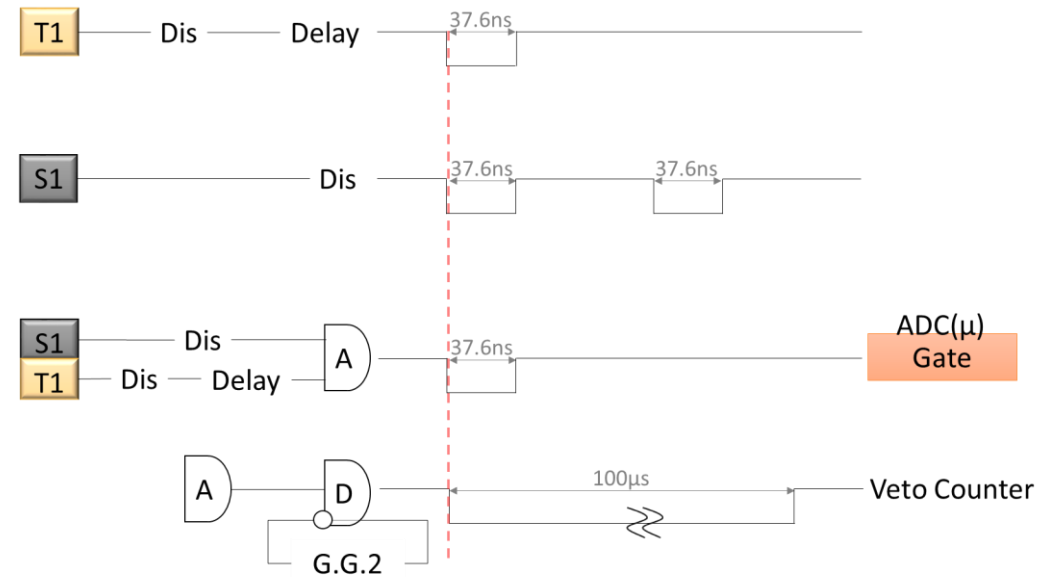 T1 Dis Delay 37.6ns
S1 Dis 37.6ns 37.6ns
S1 Dis
T1 Dis Delay
A 37.6ns
ADC(μ)
Gate
A D 100μs Veto Counter
G.G.2